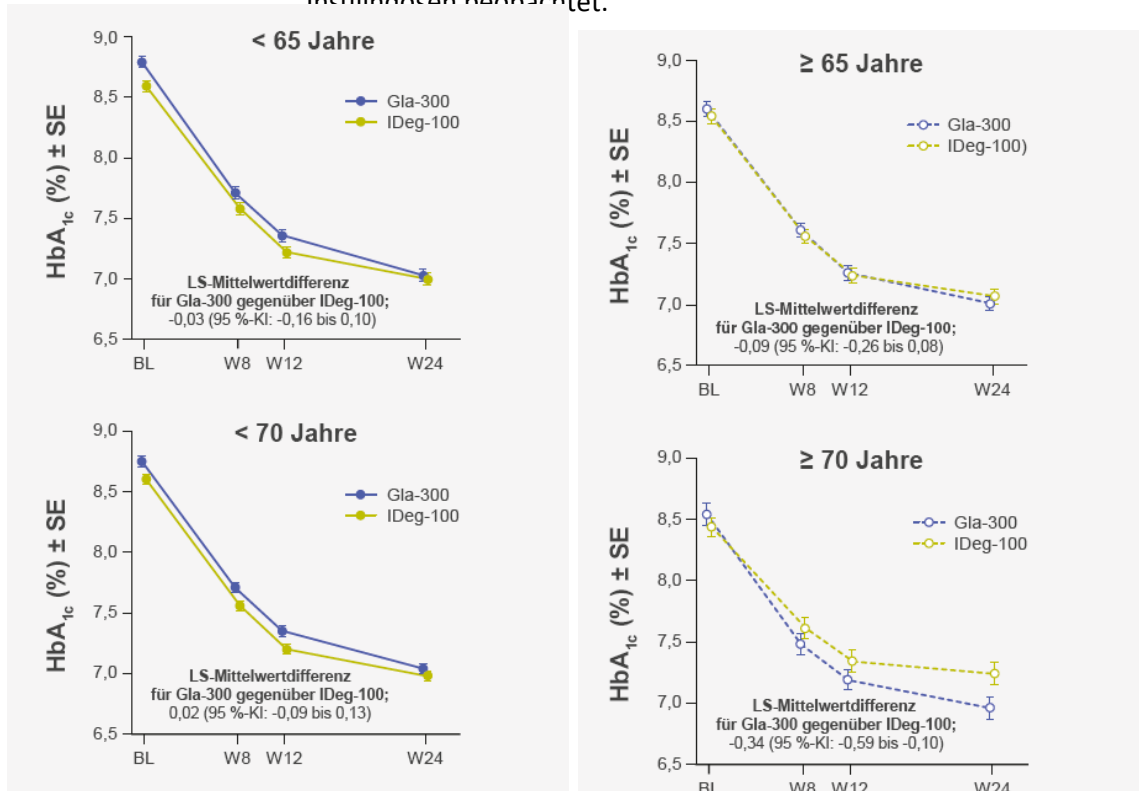 Insulindosen beobachtet.
< 65 Jahre
HbA1c (%) ± SE
9,0
8,5
8,0
7,5
7,0
6,5
Gla-300
IDeg-100
LS-Mittelwertdifferenz
für Gla-300 gegenüber IDeg-100;
-0,03 (95 %-KI: -0,16 bis 0,10)
BL W8 W12 W24
≥ 65 Jahre
HbA1c (%) ± SE
9,0
8,5
8,0
7,5
7,0
6,5
Gla-300
IDeg-100)
LS-Mittelwertdifferenz
für Gla-300 gegenüber IDeg-100;
-0,09 (95 %-KI: -0,26 bis 0,08)
BL W8 W12 W24
< 70 Jahre
HbA1c (%) ± SE
9,0
8,5
8,0
7,5
7,0
6,5
Gla-300
IDeg-100
LS-Mittelwertdifferenz
für Gla-300 gegenüber IDeg-100;
0,02 (95 %-KI: -0,09 bis 0,13)
BL W8 W12 W24
≥ 70 Jahre
HbA1c (%) ± SE
9,0
8,5
8,0
7,5
7,0
6,5
Gla-300
IDeg-100
LS-Mittelwertdifferenz
für Gla-300 gegenüber IDeg-100;
-0,34 (95 %-KI: -0,59 bis -0,10)
BL W8 W12 W24